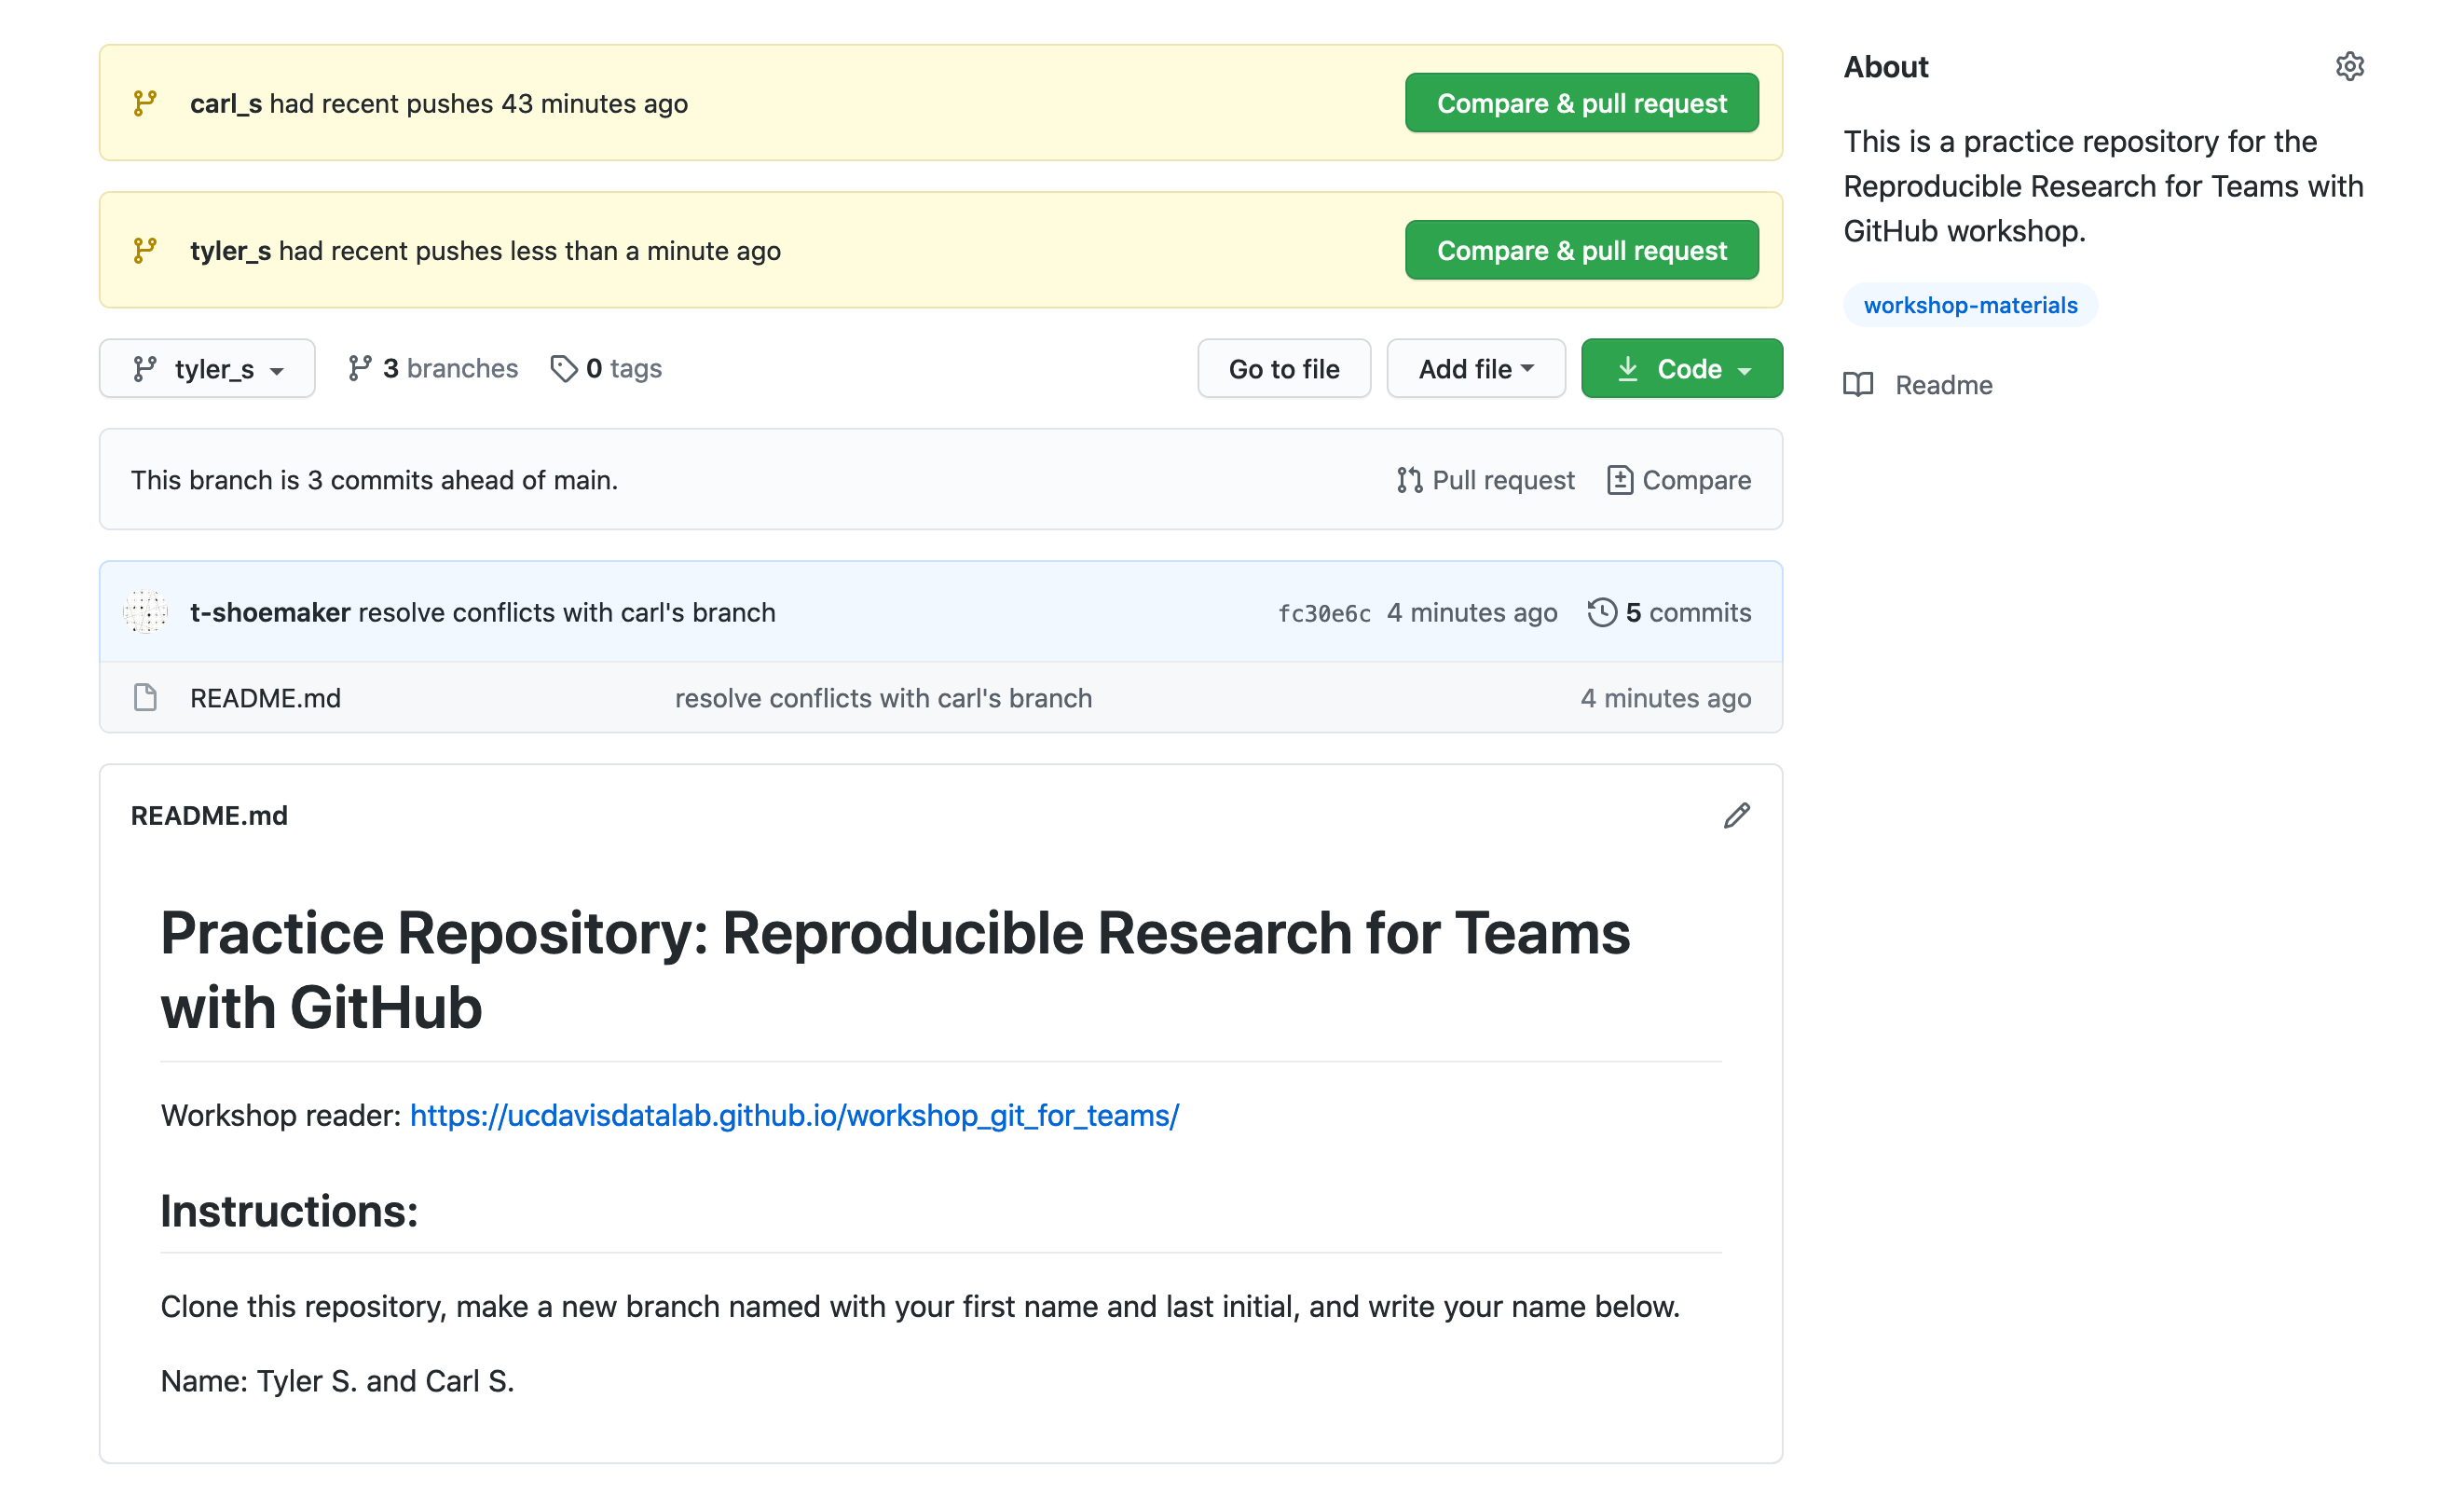 carl_s had recent pushes 43 minutes ago
Compare & pull request
tyler_s had recent pushes less than a minute ago
Compare & pull request
tyler_s
3 branches
0 tags
Go to file
Add file
Code
This branch is 3 commits ahead of main.
Pull request
Compare
t-shoemaker resolve conflicts with carl's branch
fc30e6c 4 minutes ago
5 commits
README.md
resolve conflicts with carl's branch
4 minutes ago
README.md
Practice Repository: Reproducible Research for Teams
with GitHub
Workshop reader: https://ucdavisdatalab.github.io/workshop_git_for_teams/
Instructions:
Clone this repository, make a new branch named with your first name and last initial, and write your name below.
Name: Tyler S. and Carl S.
About
This is a practice repository for the
Reproducible Research for Teams with
GitHub workshop.
workshop-materials
Readme